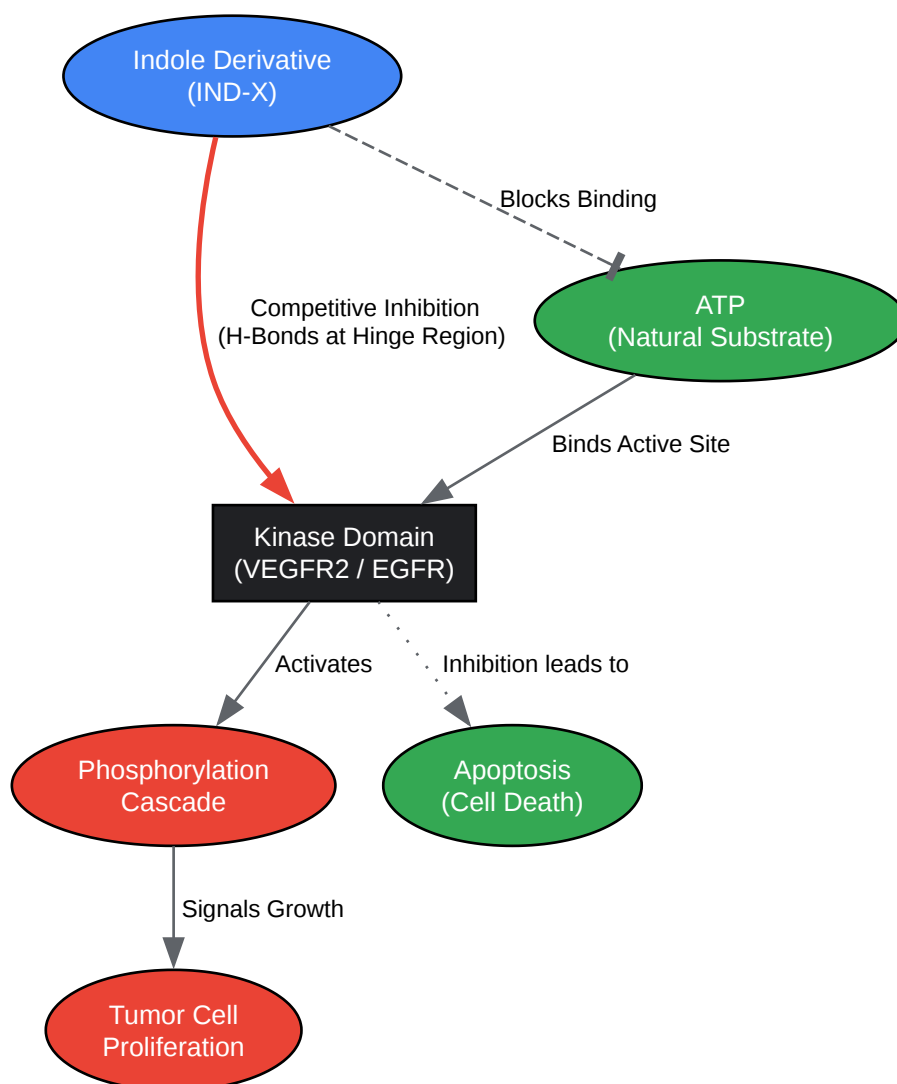 Indole Derivative
(IND-X)
Blocks Binding
Competitive Inhibition
(H-Bonds at Hinge Region)
ATP
(Natural Substrate)
Binds Active Site
Kinase Domain
(VEGFR2 / EGFR)
Activates
Inhibition leads to
Phosphorylation
Cascade
Apoptosis
(Cell Death)
Signals Growth
Tumor Cell
Proliferation